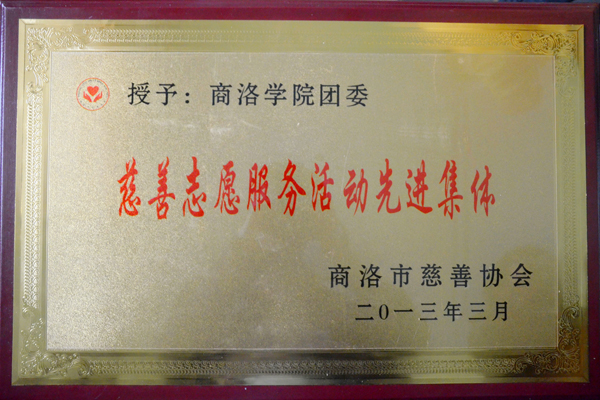 授予：商洛学院团委
慈善志愿服务活动先进集体
商洛市慈善协会
二〇一三年三月